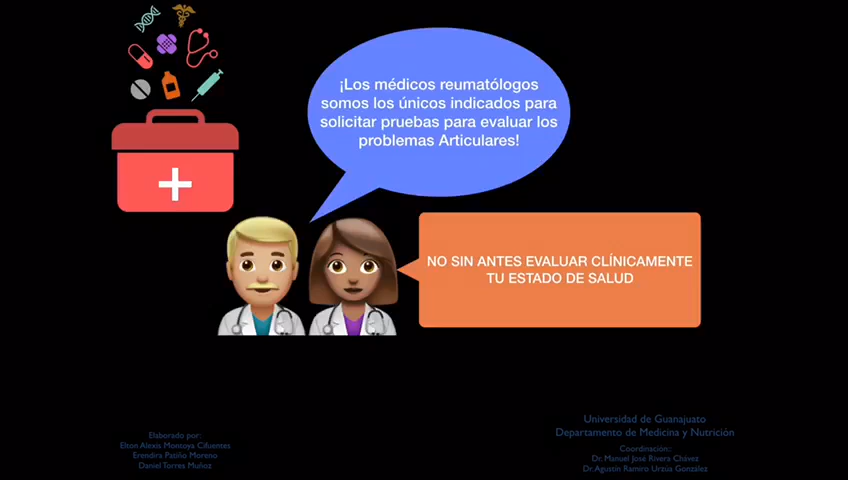 ¡Los médicos reumatólogos
somos los únicos indicados para
solicitar pruebas para evaluar los
problemas Articulares!
NO SIN ANTES EVALUAR CLÍNICAMENTE
TU ESTADO DE SALUD
Elaborado por:
Elton Alexis Montoya Cifuentes
Erendira Patiño Moreno
Daniel Torres Muñoz
Universidad de Guanajuato
Departamento de Medicina y Nutrición
Coordinación:
Dr. Manuel José Rivera Chávez
Dr. Agustín Ramiro Urzúa González